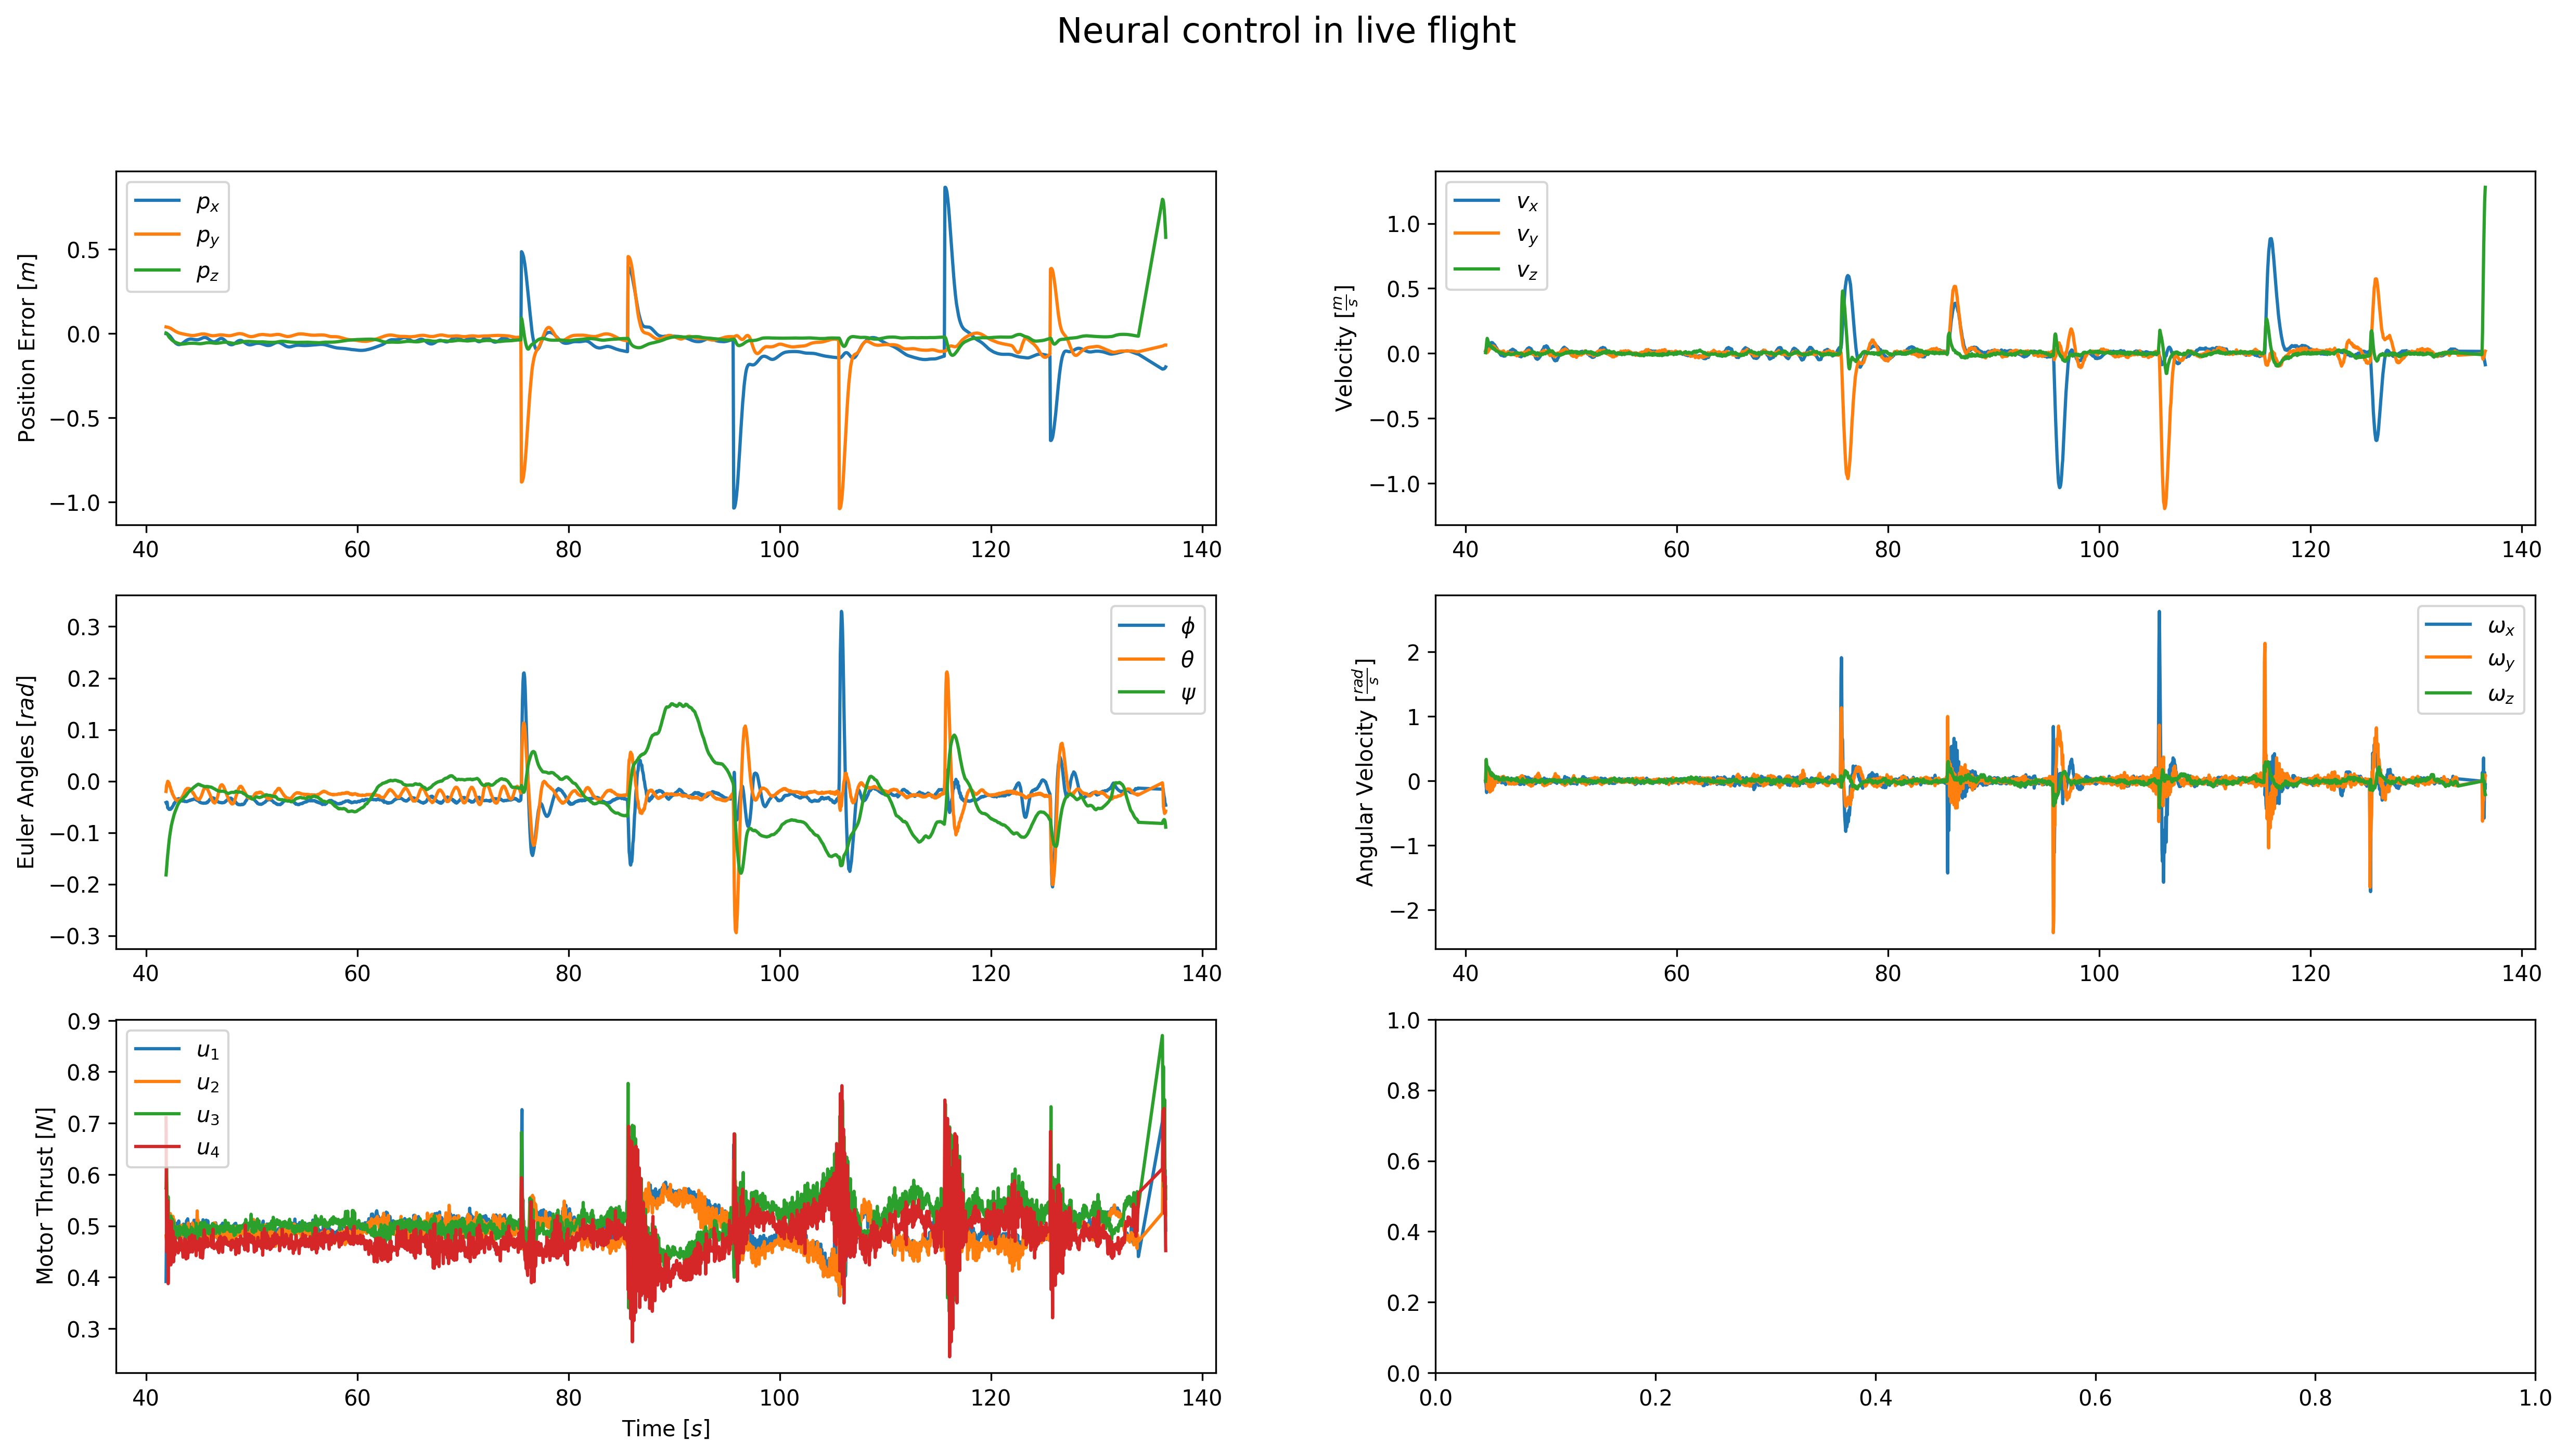 Neural control in live flight
Position Error [m]
0.5
0.0
−0.5
−1.0
p_x
p_y
p_z
40 60 80 100 120 140
Velocity [m/s]
1.0
0.5
0.0
−0.5
−1.0
v_x
v_y
v_z
40 60 80 100 120 140
Euler Angles [rad]
0.3
0.2
0.1
0.0
−0.1
−0.2
−0.3
ϕ
θ
ψ
40 60 80 100 120 140
Angular Velocity [rad/s]
2
1
0
−1
−2
ω_x
ω_y
ω_z
40 60 80 100 120 140
Motor Thrust [N]
0.9
0.8
0.7
0.6
0.5
0.4
0.3
u_1
u_2
u_3
u_4
40 60 80 100 120 140
Time [s]
1.0
0.8
0.6
0.4
0.2
0.0
0.0 0.2 0.4 0.6 0.8 1.0